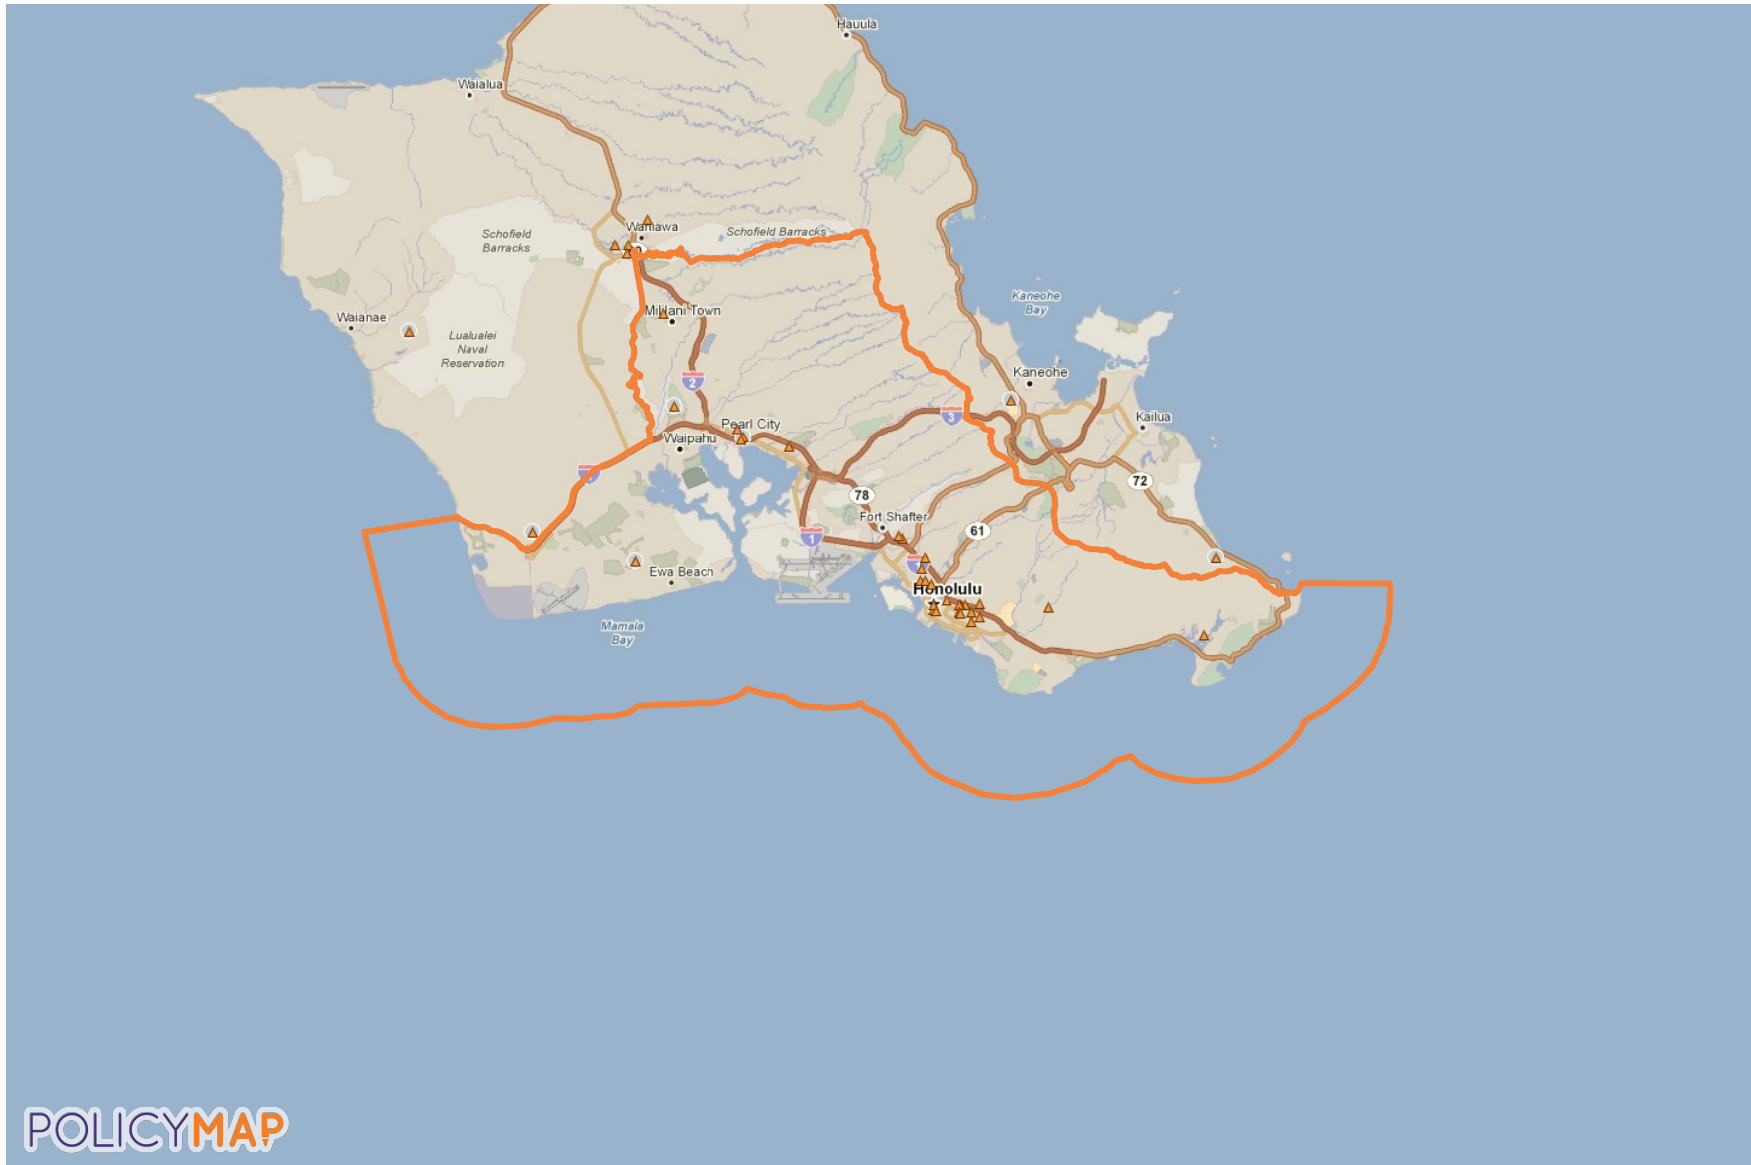 Hauula
Waialua
Wahiawa
Schofield
Barracks
Schofield Barracks
Kaneohe
Bay
Mililani Town
Waianae
Lualualei
Naval
Reservation
2
Kaneohe
3
Kailua
Pearl City
Waipahu
72
78
Fort Shafter
61
1
Ewa Beach
Honolulu
Mamala
Bay
POLICYMAP